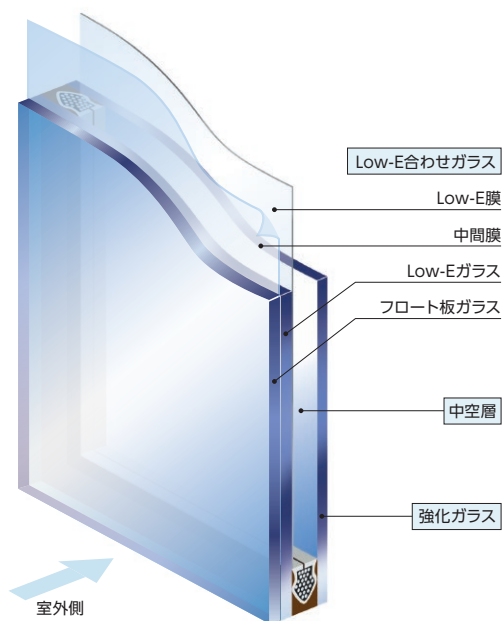 Low-E合わせガラス
Low-E膜
中間膜
Low-Eガラス
フロート板ガラス
中空層
強化ガラス
室外側